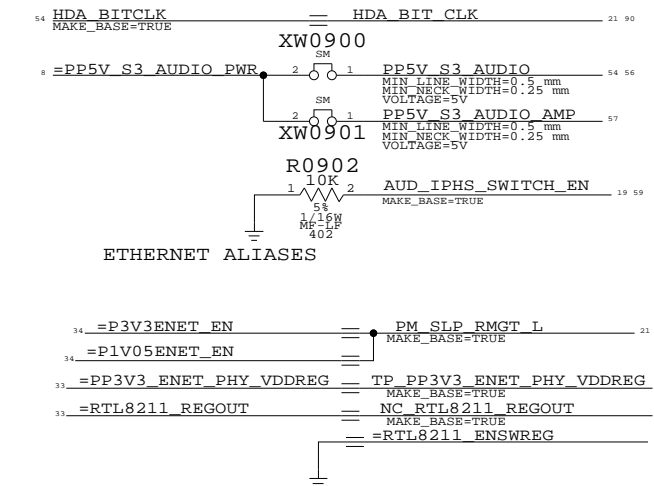 54 HDA_BITCLK HDA_BIT_CLK 21 90
MAKE_BASE=TRUE
XW0900
SM
8 =PP5V_S3_AUDIO_PWR 2 1 PP5V_S3_AUDIO 54 56
MIN_LINE_WIDTH=0.5 mm
MIN_NECK_WIDTH=0.25 mm
VOLTAGE=5V
SM
2 1 PP5V_S3_AUDIO_AMP 57
XW0901 MIN_LINE_WIDTH=0.5 mm
MIN_NECK_WIDTH=0.25 mm
VOLTAGE=5V
R0902
10K
1 2 AUD_IPHS_SWITCH_EN 19 59
MAKE_BASE=TRUE
5%
1/16W
MF-LF
402
ETHERNET ALIASES
34 =P3V3ENET_EN PM_SLP_RMGT_L 21
MAKE_BASE=TRUE
34 =P1V05ENET_EN
33 =PP3V3_ENET_PHY_VDDREG TP_PP3V3_ENET_PHY_VDDREG
MAKE_BASE=TRUE
33 =RTL8211_REGOUT NC_RTL8211_REGOUT
MAKE_BASE=TRUE
=RTL8211_ENSWREG